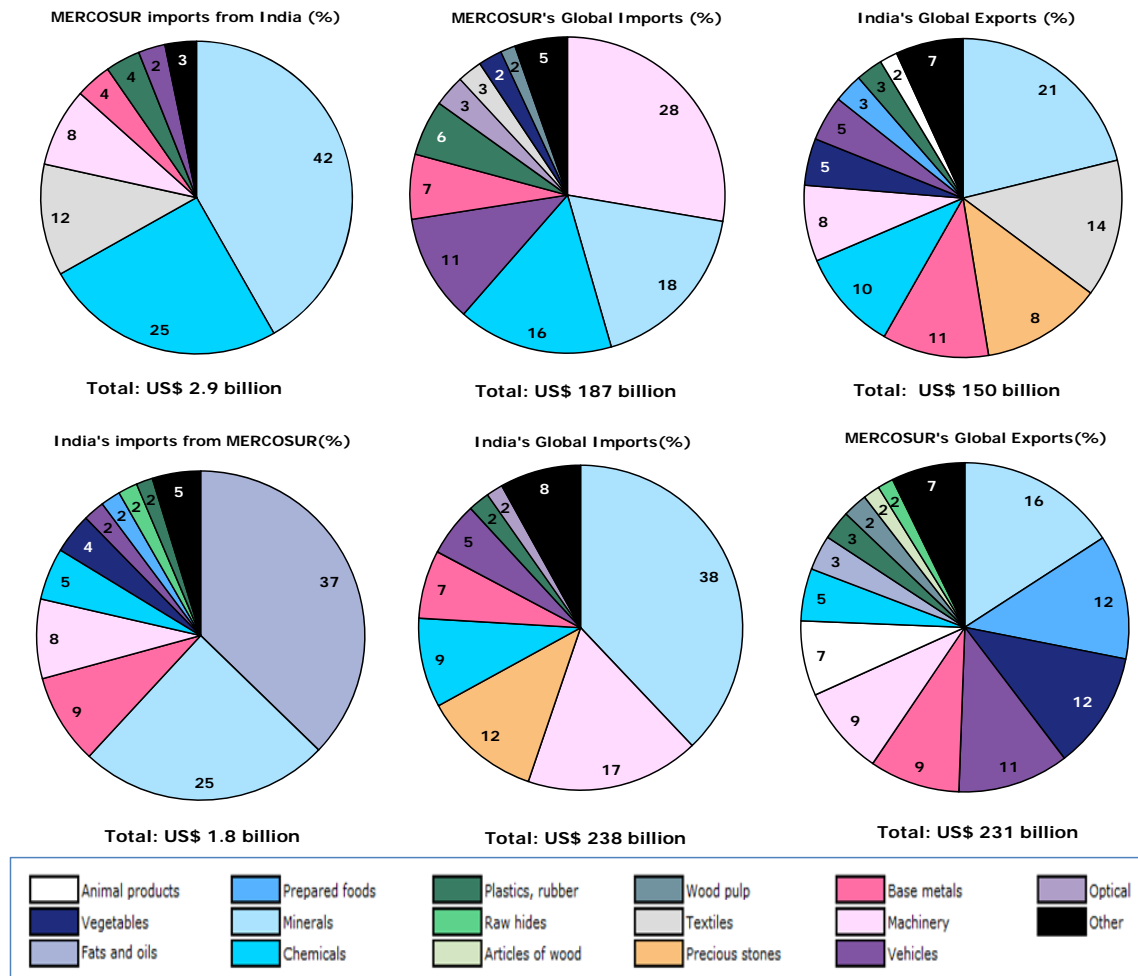 MERCOSUR imports from India (%)
MERCOSUR's Global Imports (%)
India's Global Exports (%)
3
2
4
4
8
12
25
42
5
2
2
3
3
6
7
11
16
18
28
7
2
3
3
5
5
8
10
11
8
14
21
Total: US$ 2.9 billion
Total: US$ 187 billion
Total: US$ 150 billion
India's imports from MERCOSUR(%)
India's Global Imports(%)
MERCOSUR's Global Exports(%)
5
2
2
2
2
4
5
8
9
25
37
8
2
2
5
7
9
12
17
38
7
2
2
2
3
3
5
7
9
9
11
12
12
16
Total: US$ 1.8 billion
Total: US$ 238 billion
Total: US$ 231 billion
Animal products
Prepared foods
Plastics, rubber
Wood pulp
Base metals
Optical
Vegetables
Minerals
Raw hides
Textiles
Machinery
Other
Fats and oils
Chemicals
Articles of wood
Precious stones
Vehicles